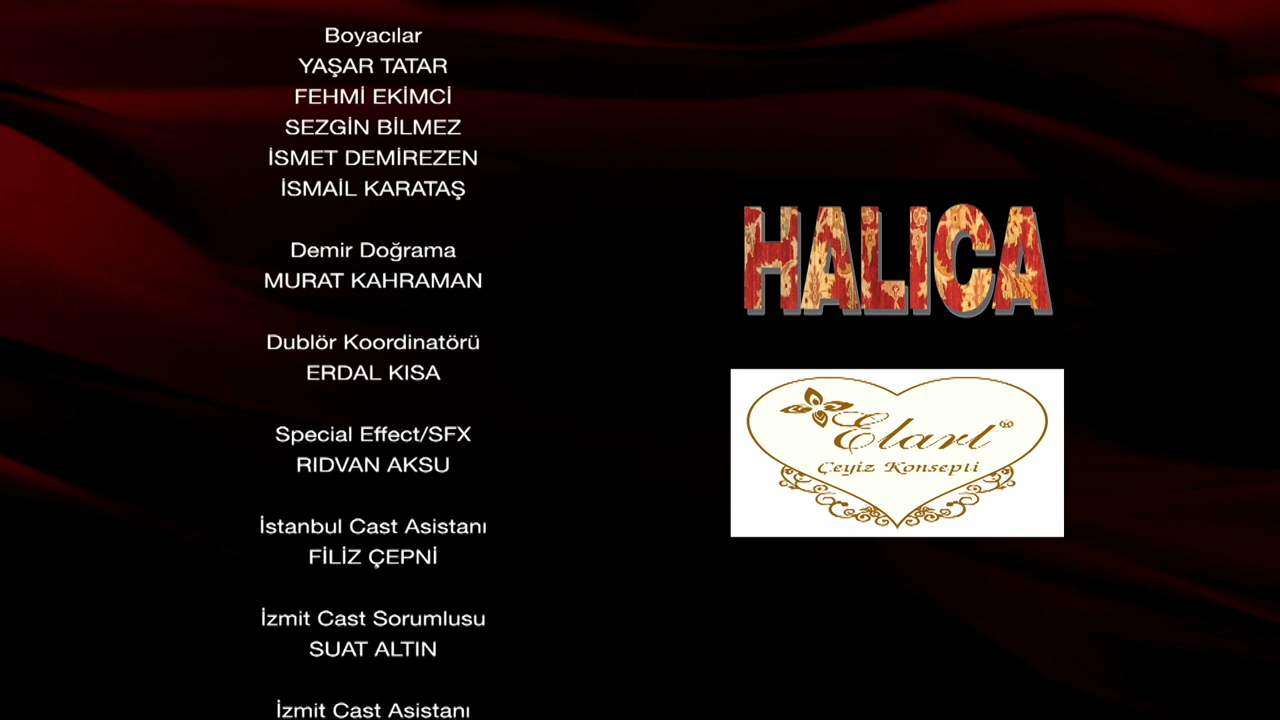 Boyacılar
YAŞAR TATAR
FEHMİ EKİMCİ
SEZGİN BİLMEZ
İSMET DEMİREZEN
İSMAİL KARATAŞ
Demir Doğrama
MURAT KAHRAMAN
Dublör Koordinatörü
ERDAL KISA
Special Effect/SFX
RIDVAN AKSU
İstanbul Cast Asistanı
FİLİZ ÇEPNİ
İzmit Cast Sorumlusu
SUAT ALTIN
İzmit Cast Asistanı
HALICA
Elart®
Çeyiz Konsepti